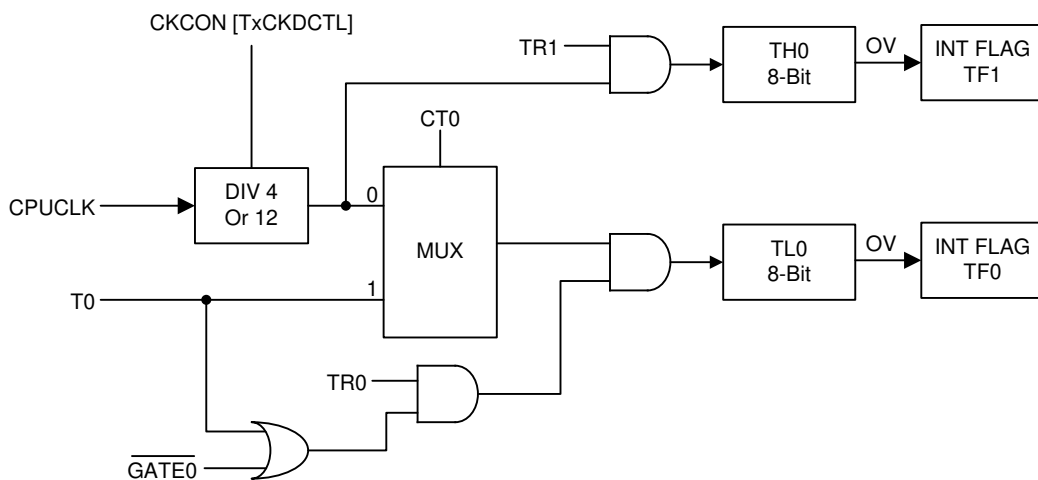 CKCON [TxCKDCTL]
TR1
TH0
8-Bit
OV
INT FLAG
TF1
CT0
CPUCLK
DIV 4
Or 12
0
MUX
1
T0
TL0
8-Bit
OV
INT FLAG
TF0
TR0
GATE0